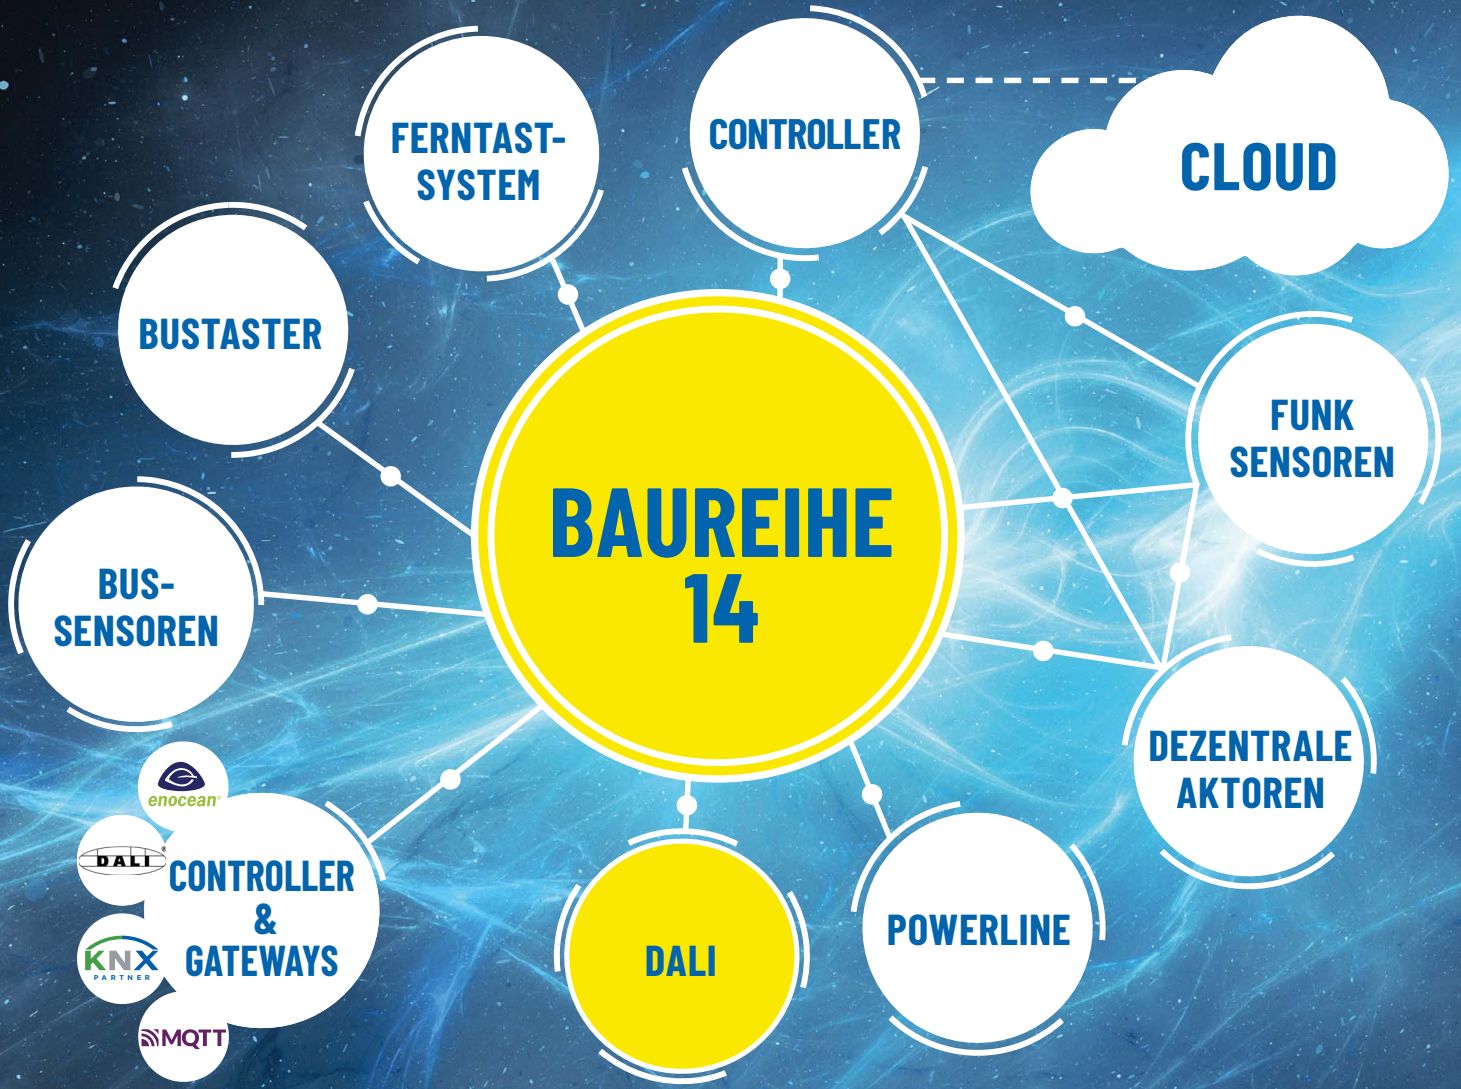 FERNTAST-
SYSTEM
CONTROLLER
CLOUD
BUSTASTER
FUNK
SENSOREN
BAUREIHE
14
BUS-
SENSOREN
DEZENTRALE
AKTOREN
enocean®
DALI®
CONTROLLER
&
GATEWAYS
KNX
PARTNER
MQTT
DALI
POWERLINE